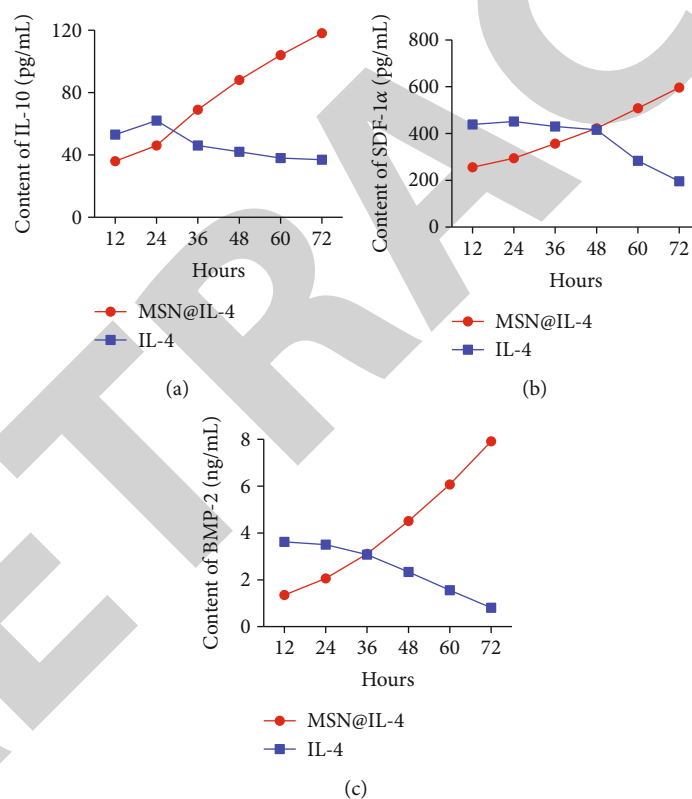 Content of IL-10 (pg/mL)
120
80
40
0
12 24 36 48 60 72
Hours
MSN@IL-4
IL-4
(a)
Content of SDF-1α (pg/mL)
800
600
400
200
0
12 24 36 48 60 72
Hours
MSN@IL-4
IL-4
(b)
Content of BMP-2 (ng/mL)
8
6
4
2
0
12 24 36 48 60 72
Hours
MSN@IL-4
IL-4
(c)
RETRAC